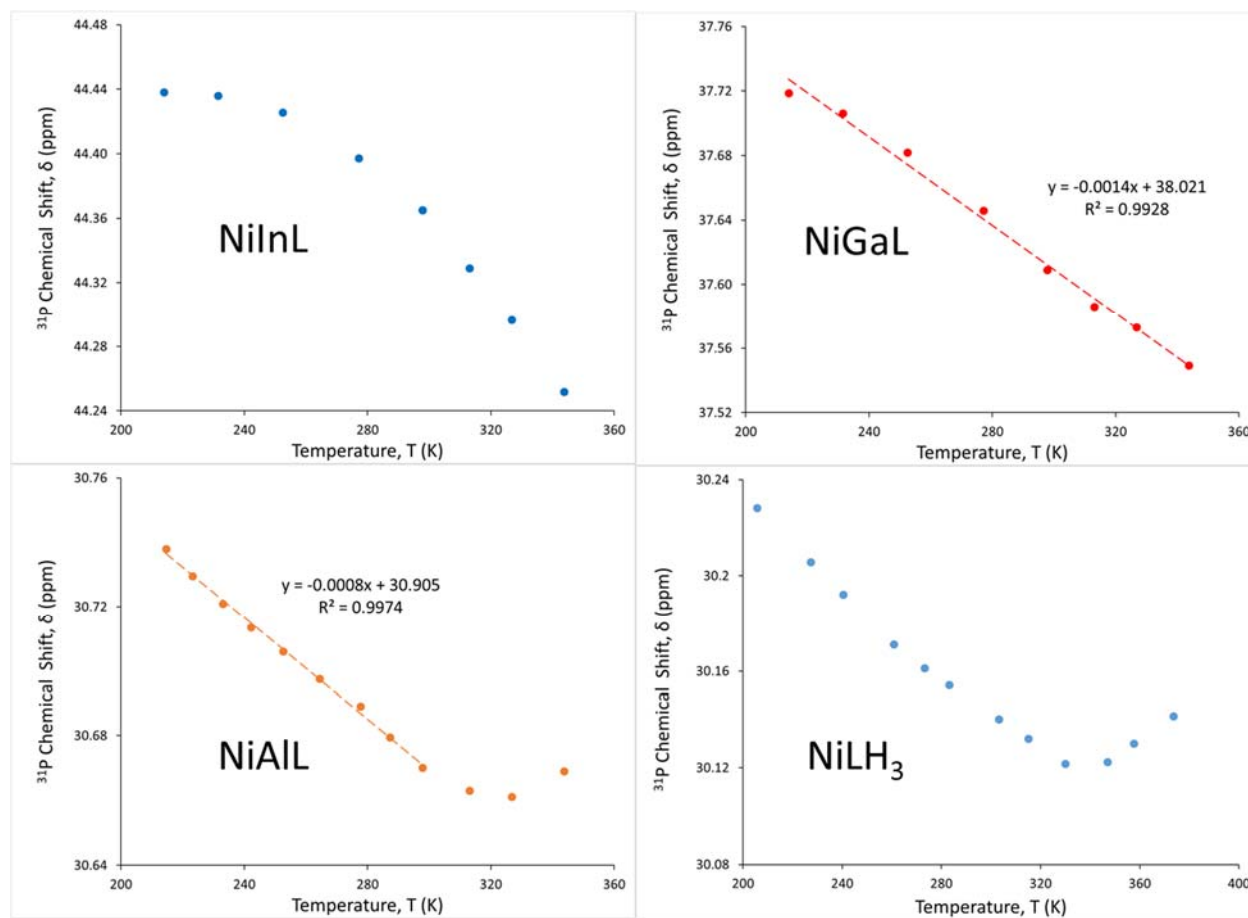 44.48
44.44
44.40
44.36
44.32
44.28
44.24
³¹P Chemical Shift, δ (ppm)
NiInL
200 240 280 320 360
Temperature, T (K)
37.76
37.72
37.68
37.64
37.60
37.56
37.52
³¹P Chemical Shift, δ (ppm)
y = -0.0014x + 38.021
R² = 0.9928
NiGaL
200 240 280 320 360
Temperature, T (K)
30.76
30.72
30.68
30.64
³¹P Chemical Shift, δ (ppm)
y = -0.0008x + 30.905
R² = 0.9974
NiAlL
200 240 280 320 360
Temperature, T (K)
30.24
30.2
30.16
30.12
30.08
³¹P Chemical Shift, δ (ppm)
NiLH₃
200 240 280 320 360 400
Temperature, T (K)